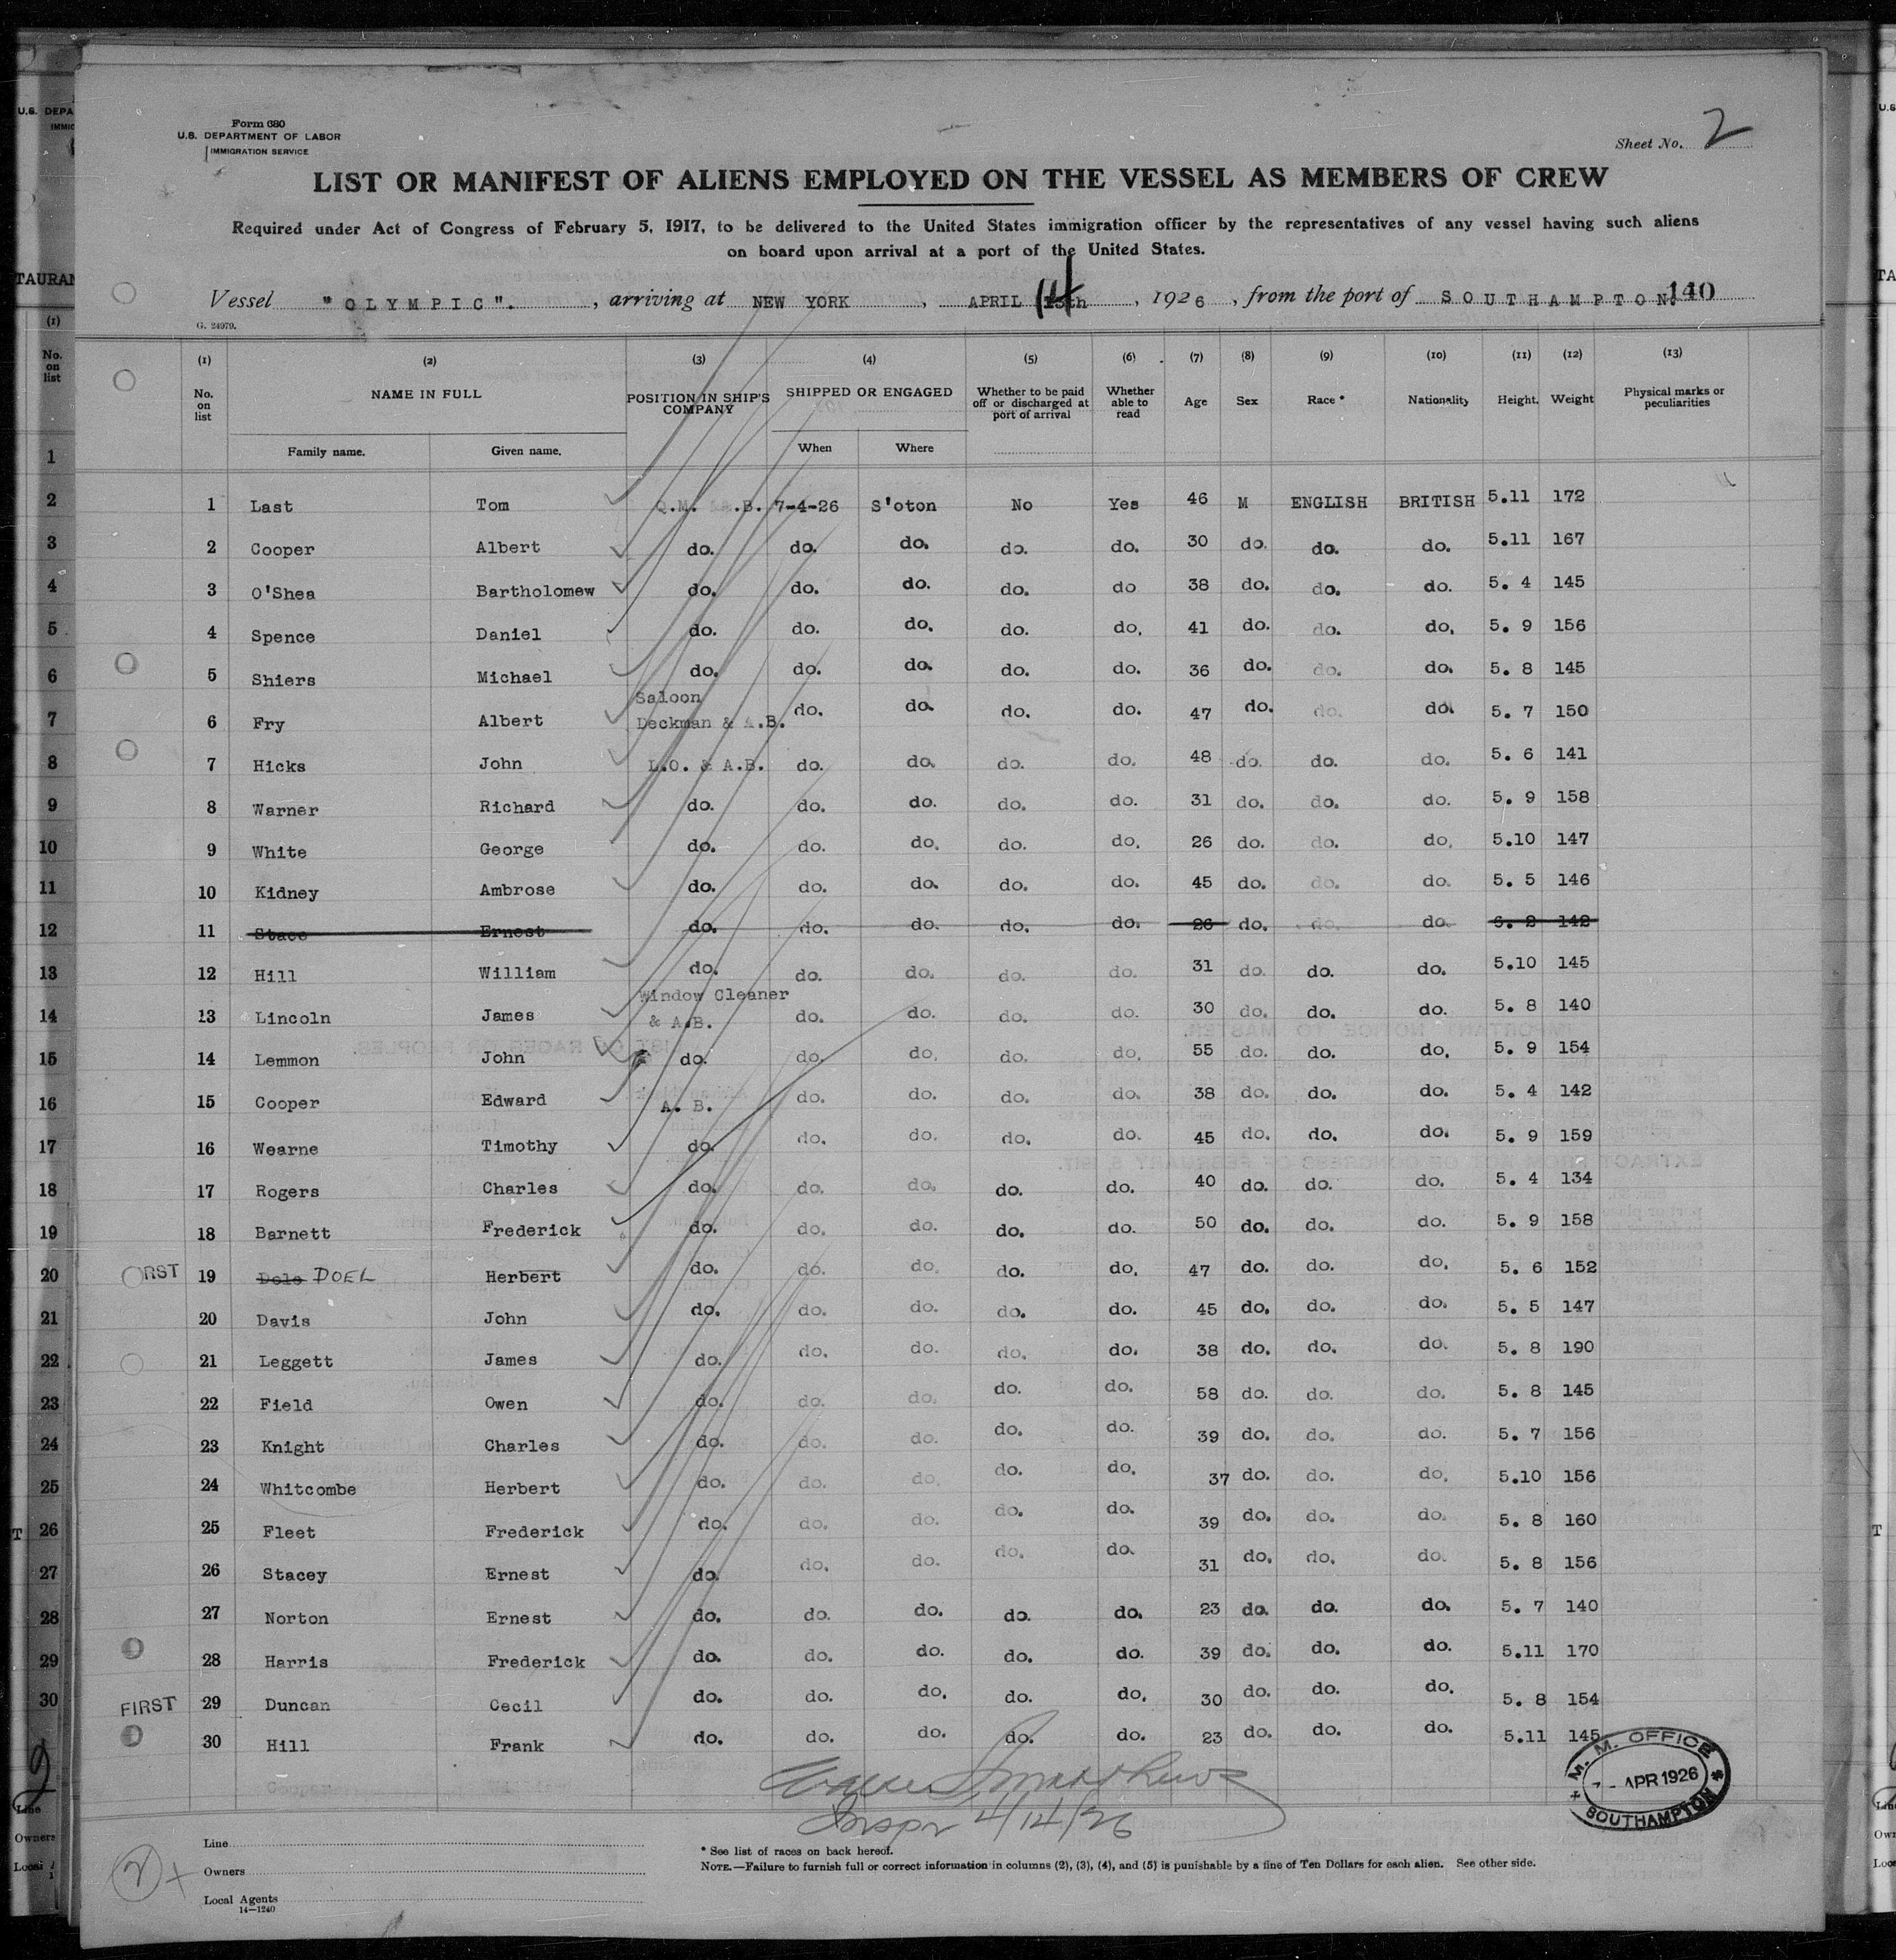 Form 680
U.S. DEPARTMENT OF LABOR
IMMIGRATION SERVICE
Sheet No. 2
LIST OR MANIFEST OF ALIENS EMPLOYED ON THE VESSEL AS MEMBERS OF CREW
Required under Act of Congress of February 5, 1917, to be delivered to the United States immigration officer by the representatives of any vessel having such aliens
on board upon arrival at a port of the United States.
Vessel "OLYMPIC". , arriving at NEW YORK , APRIL 14 , 1926 , from the port of SOUTHAMPTON. 140
G. 24979.
(1) (2) (3) (4) (5) (6) (7) (8) (9) (10) (11) (12) (13)
No. on list NAME IN FULL POSITION IN SHIP'S COMPANY SHIPPED OR ENGAGED Whether to be paid off or discharged at port of arrival Whether able to read Age Sex Race * Nationality Height. Weight Physical marks or peculiarities
Family name. Given name. When Where
1 Last Tom Q.M. & A.B. 7-4-26 S'oton No Yes 46 M ENGLISH BRITISH 5.11 172
2 Cooper Albert do. do. do. do. do. 30 do. do. do. 5.11 167
3 O'Shea Bartholomew do. do. do. do. do 38 do. do. do. 5. 4 145
4 Spence Daniel do. do. do. do. do. 41 do. do. do. 5. 9 156
5 Shiers Michael do. do. do. do. do. 36 do. do. do. 5. 8 145
6 Fry Albert Saloon Deckman & A.B. do. do. do. do. 47 do. do. do. 5. 7 150
7 Hicks John L.O. & A.B. do. do. do. do. 48 do. do. do. 5. 6 141
8 Warner Richard do. do. do. do. do. 31 do. do. do. 5. 9 158
9 White George do. do. do. do. do. 26 do. do. do. 5.10 147
10 Kidney Ambrose do. do. do. do. do. 45 do. do. do. 5. 5 146
11 Stace Ernest do. do. do. do. do. 26 do. do. do. 142
12 Hill William do. do. do. do. do. 31 do. do. do. 5.10 145
13 Lincoln James Window Cleaner & A.B. do. do. do. do. 30 do. do. do. 5. 8 140
14 Lemmon John do. do. do. do. do. 55 do. do. do. 5. 9 154
15 Cooper Edward A. B. do. do. do. do. 38 do. do. do. 5. 4 142
16 Wearne Timothy do. do. do. do. do. 45 do. do. do. 5. 9 159
17 Rogers Charles do. do. do. do. do. 40 do. do. do. 5. 4 134
18 Barnett Frederick do. do. do. do. do. 50 do. do. do. 5. 9 158
RST 19 Dole DOEL Herbert do. do. do. do. do. 47 do. do. do. 5. 6 152
20 Davis John do. do. do. do. do. 45 do. do. do. 5. 5 147
21 Leggett James do. do. do. do. do. 38 do. do. do. 5. 8 190
22 Field Owen do. do. do. do. do. 58 do. do. do. 5. 8 145
23 Knight Charles do. do. do. do. do. 39 do. do. do. 5. 7 156
24 Whitcombe Herbert do. do. do. do. do. 37 do. do. do. 5.10 156
25 Fleet Frederick do. do. do. do. do. 39 do. do. do. 5. 8 160
26 Stacey Ernest do. do. do. do. do. 31 do. do. do. 5. 8 156
27 Norton Ernest do. do. do. do. do. 23 do. do. do. 5. 7 140
28 Harris Frederick do. do. do. do. do. 39 do. do. do. 5.11 170
FIRST 29 Duncan Cecil do. do. do. do. do. 30 do. do. do. 5. 8 154
30 Hill Frank do. do. do. do. do. 23 do. do. do. 5.11 145
M. M. OFFICE
7 - APR 1926
SOUTHAMPTON
Inspr 4/14/26
Line
Owners
Local Agents
14—1240
* See list of races on back hereof.
NOTE.—Failure to furnish full or correct information in columns (2), (3), (4), and (5) is punishable by a fine of Ten Dollars for each alien. See other side.